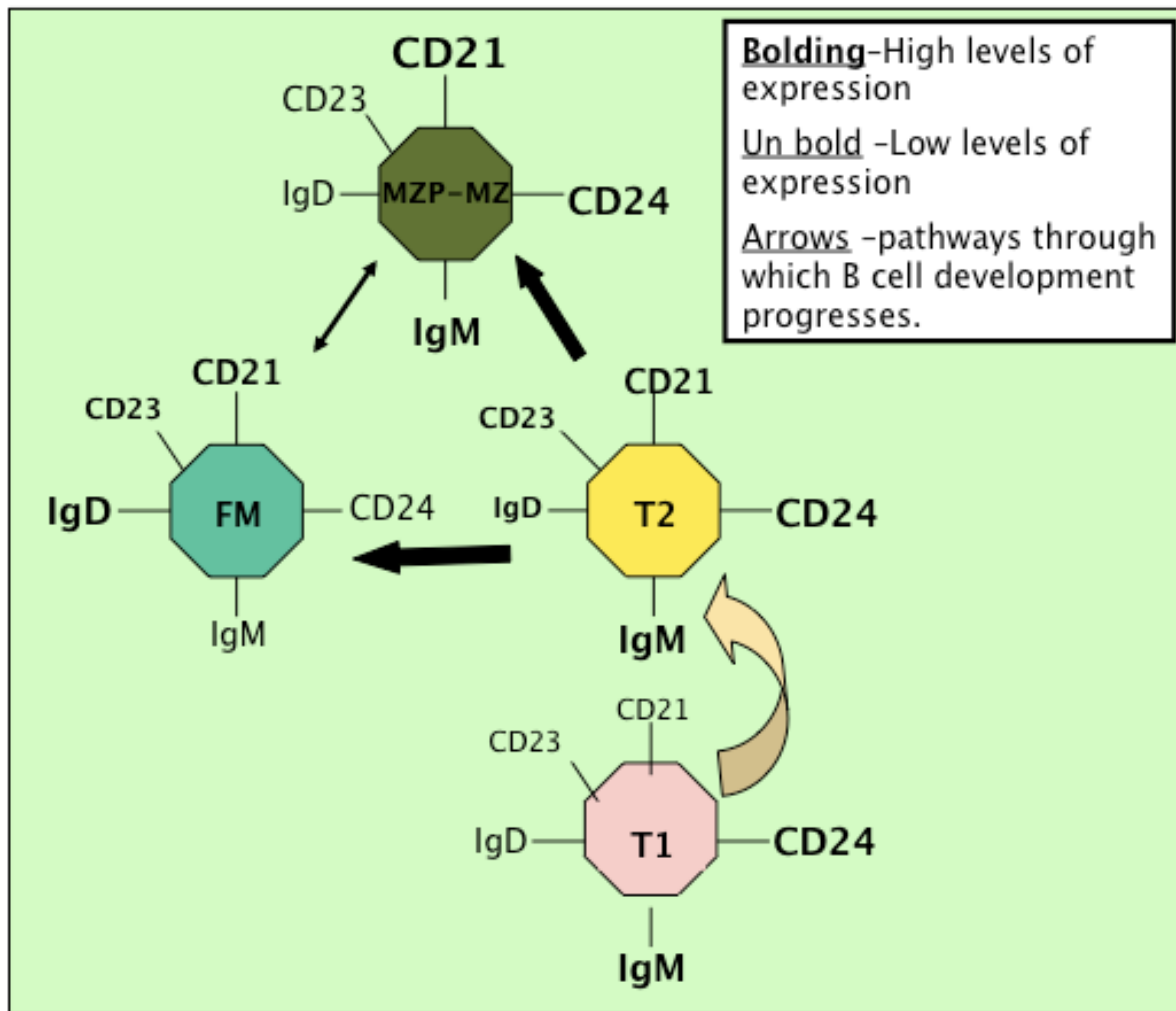 CD21
CD23
IgD
MZP-MZ
CD24
IgM
Bolding-High levels of
expression
Un bold -Low levels of
expression
Arrows -pathways through
which B cell development
progresses.
CD21
CD23
IgD
FM
CD24
IgM
CD21
CD23
IgD
T2
CD24
IgM
CD21
CD23
IgD
T1
CD24
IgM